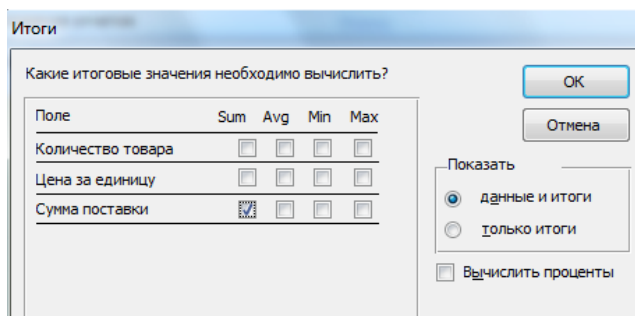 Итоги
Какие итоговые значения необходимо вычислить?
Поле Sum Avg Min Max
Количество товара
Цена за единицу
Сумма поставки
ОК
Отмена
Показать
данные и итоги
только итоги
Вычислить проценты